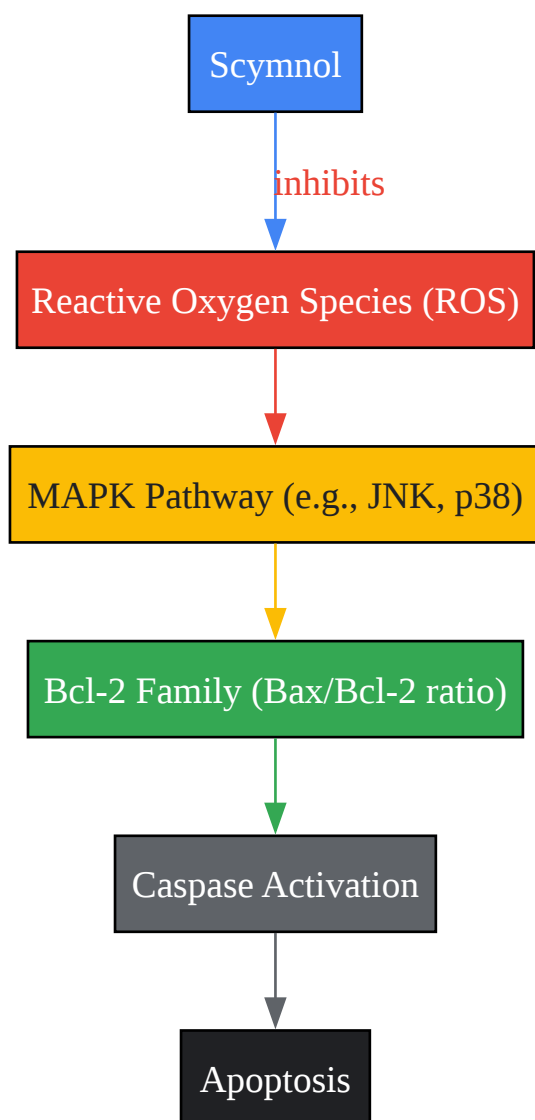 Scymnol
inhibits
Reactive Oxygen Species (ROS)
MAPK Pathway (e.g., JNK, p38)
Bcl-2 Family (Bax/Bcl-2 ratio)
Caspase Activation
Apoptosis